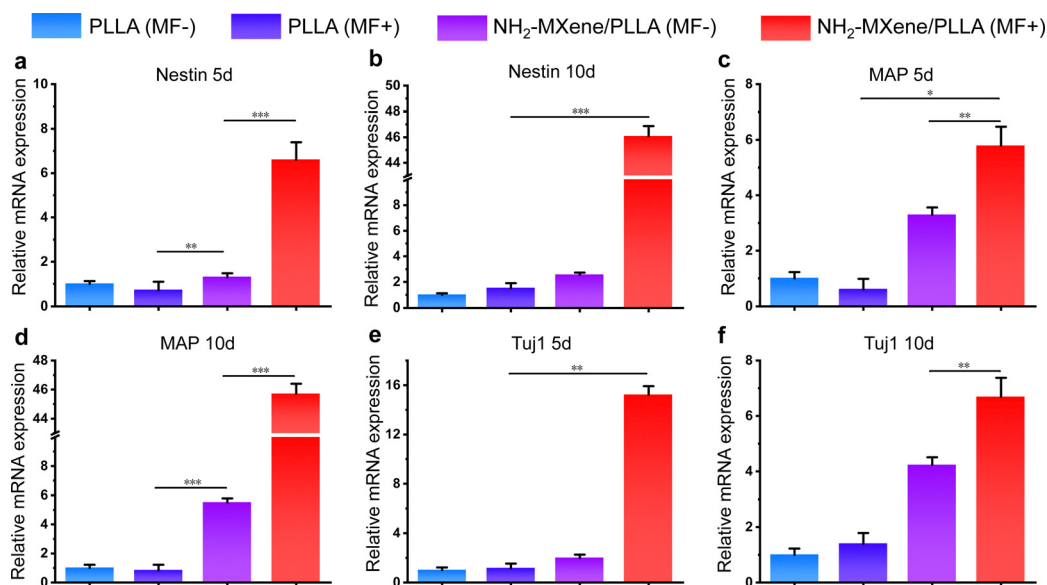 PLLA (MF-) PLLA (MF+) NH₂-MXene/PLLA (MF-) NH₂-MXene/PLLA (MF+)
a
Nestin 5d
Relative mRNA expression
8
6
4
2
0
***
**
b
Nestin 10d
Relative mRNA expression
50
46
44
10
8
6
4
2
0
***
c
MAP 5d
Relative mRNA expression
8
6
4
2
0
*
**
d
MAP 10d
Relative mRNA expression
48
46
44
8
6
4
2
0
***
***
e
Tuj1 5d
Relative mRNA expression
16
12
8
4
2
0
**
f
Tuj1 10d
Relative mRNA expression
8
6
4
2
0
**